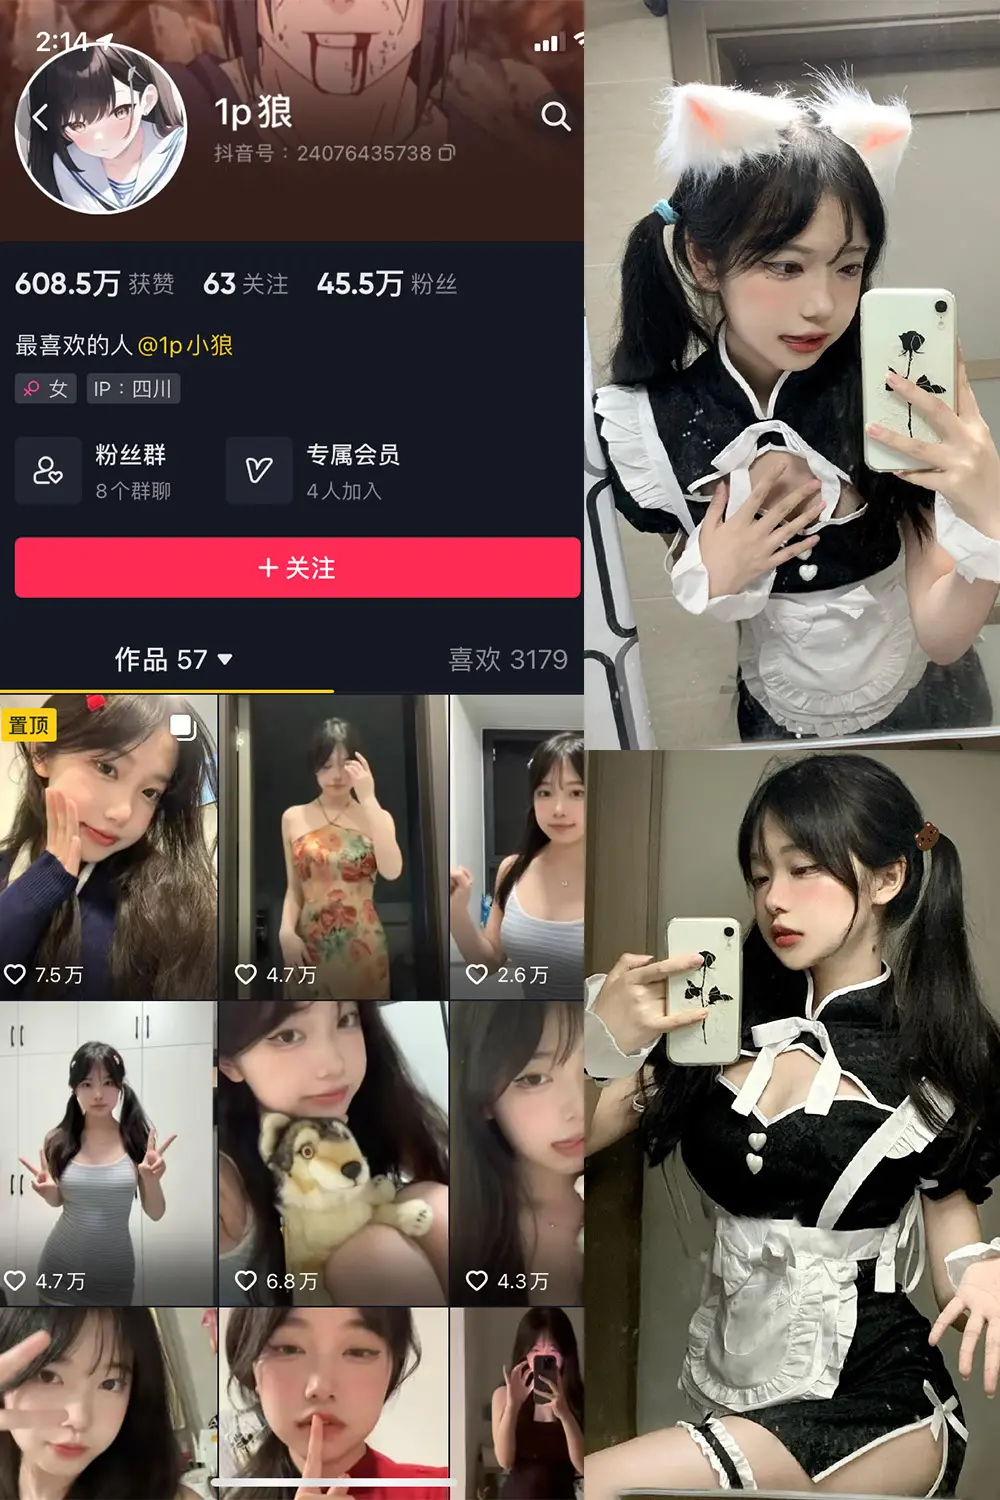 2:14
1p狼
抖音号：24076435738
608.5万 获赞 63 关注 45.5万 粉丝
最喜欢的人 @1p小狼
女 IP：四川
粉丝群 专属会员
8个群聊 4人加入
+ 关注
作品 57 喜欢 3179
置顶
7.5万 4.7万 2.6万
4.7万 6.8万 4.3万